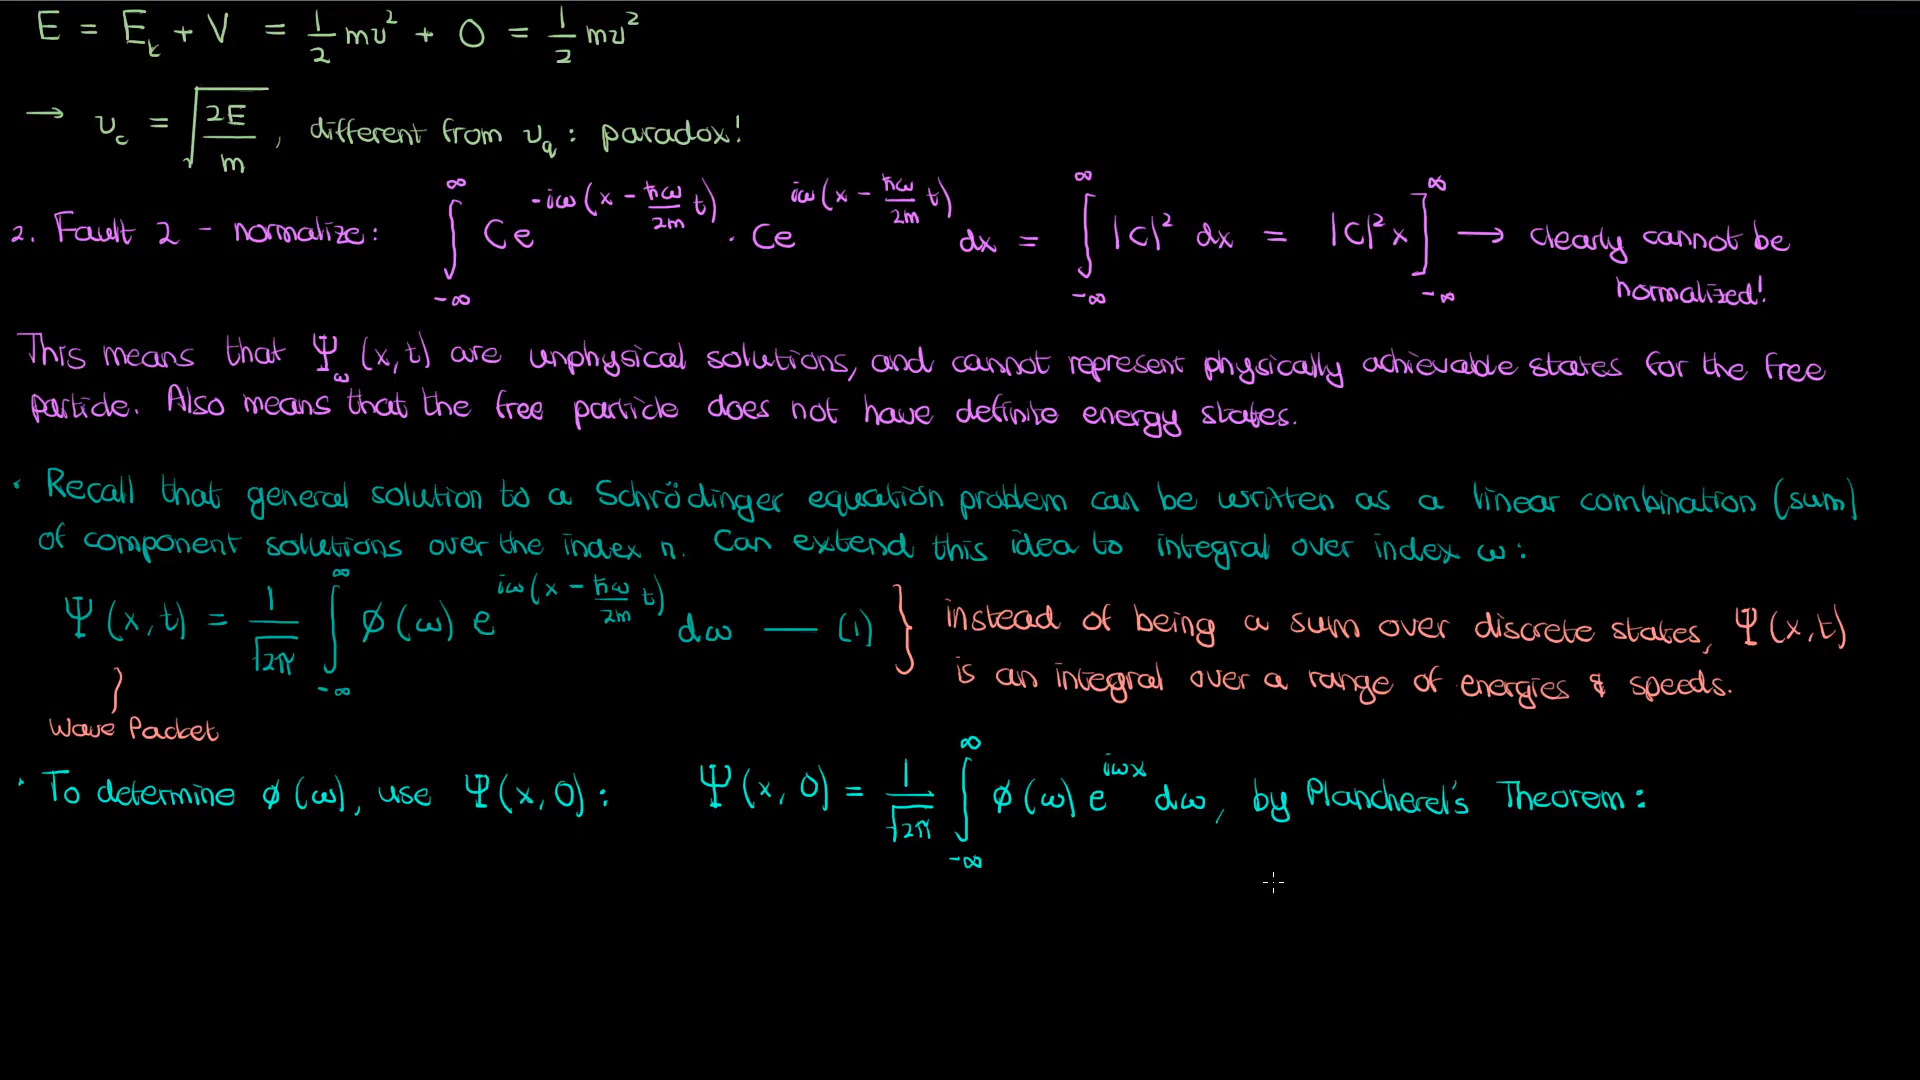 E = E_k + V = 1/2 mv² + 0 = 1/2 mv²
→ v_c = √(2E/m), different from v_q: paradox!
2. Fault 2 - normalize: ∫_{-∞}^{∞} Ce^{-iω(x - ħω/2m t)} · Ce^{iω(x - ħω/2m t)} dx = ∫_{-∞}^{∞} |C|² dx = |C|² x]_{-∞}^{∞} → clearly cannot be
normalized!
This means that Ψ_ω(x,t) are unphysical solutions, and cannot represent physically achievable states for the free
particle. Also means that the free particle does not have definite energy states.
· Recall that general solution to a Schrödinger equation problem can be written as a linear combination (sum)
of component solutions over the index n. Can extend this idea to integral over index ω:
Ψ(x,t) = 1/√2π ∫_{-∞}^{∞} φ(ω) e^{iω(x - ħω/2m t)} dω — (1) } instead of being a sum over discrete states, Ψ(x,t)
is an integral over a range of energies & speeds.
Wave Packet
· To determine φ(ω), use Ψ(x,0): Ψ(x,0) = 1/√2π ∫_{-∞}^{∞} φ(ω) e^{iωx} dω, by Plancherel's Theorem: